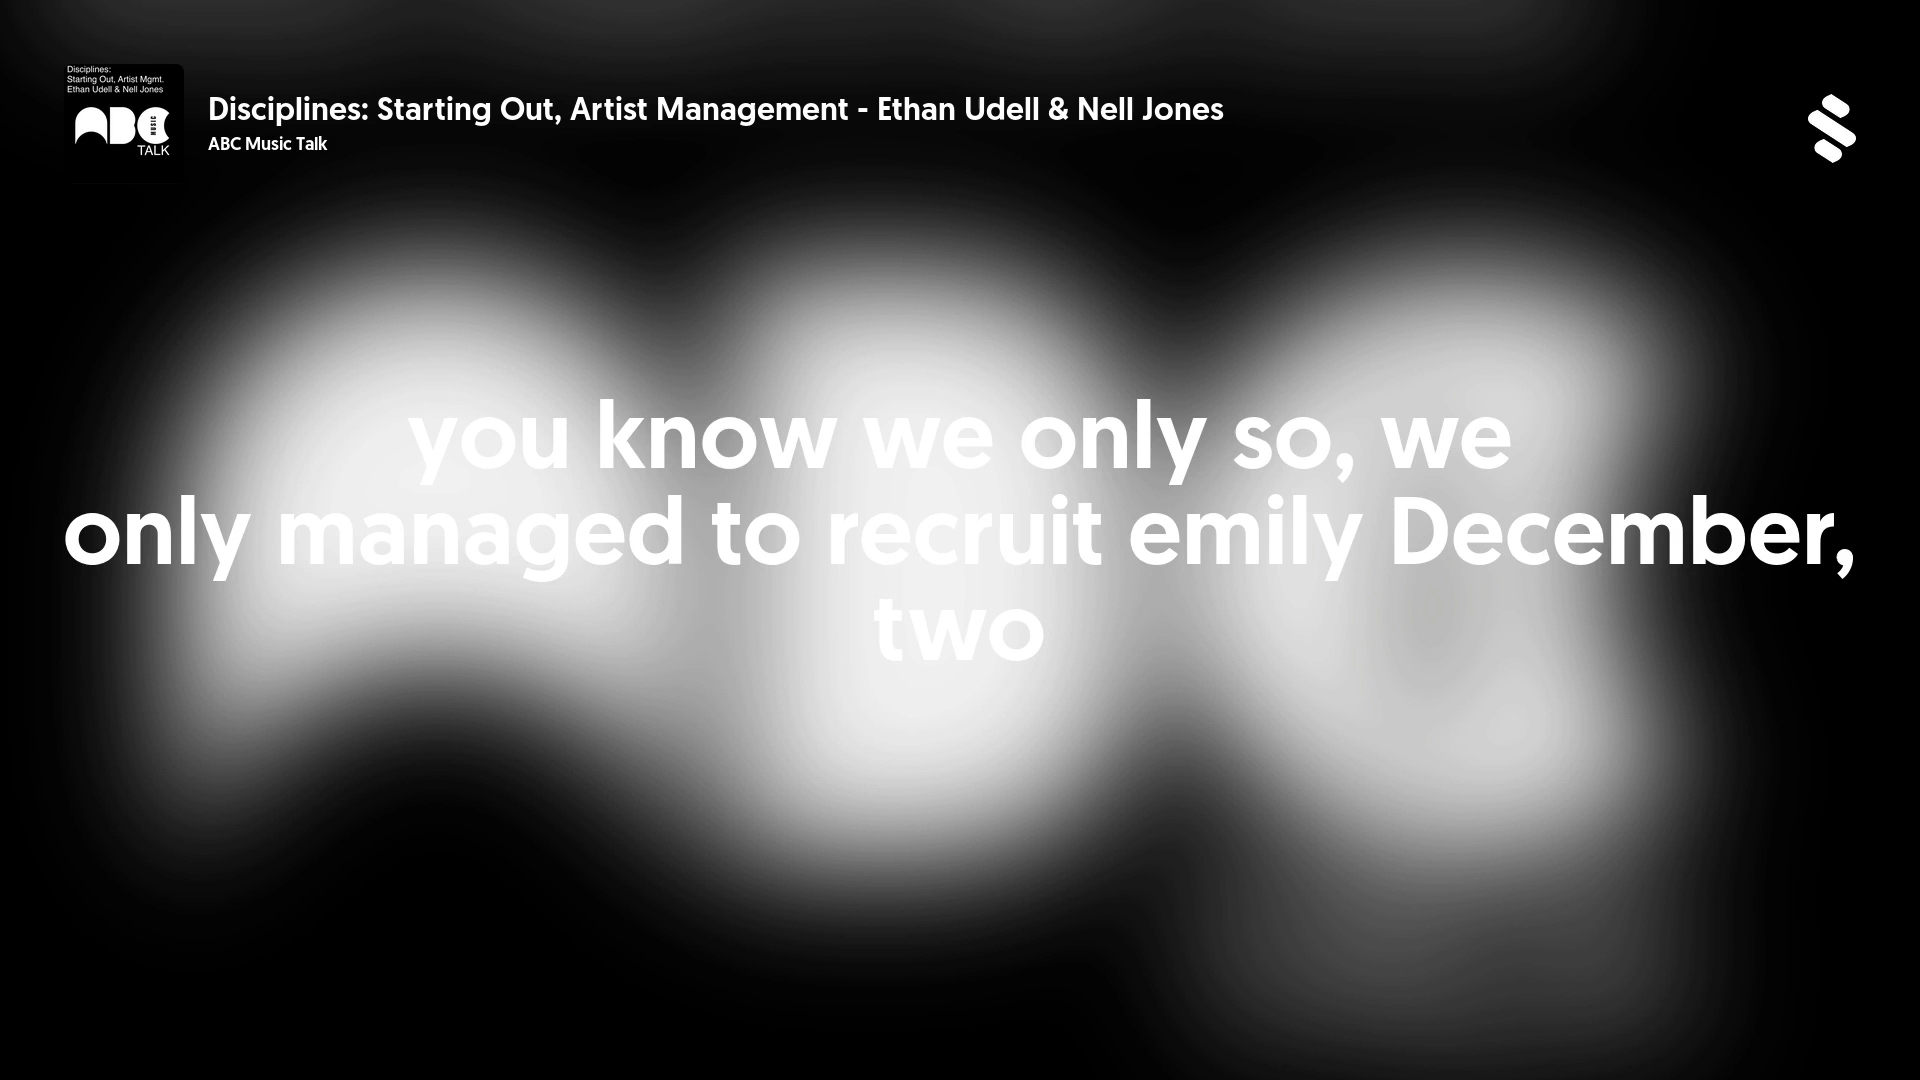 Disciplines:
Starting Out, Artist Mgmt.
Ethan Udell & Nell Jones
ABC
MUSIC
TALK
Disciplines: Starting Out, Artist Management - Ethan Udell & Nell Jones
ABC Music Talk
you know we only so, we
only managed to recruit emily December,
two